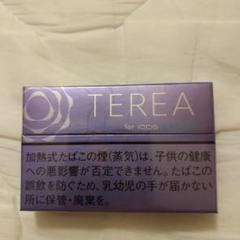 TEREA
for IQOS
加熱式たばこの煙(蒸気)は、子供の健康
への悪影響が否定できません。たばこの
誤飲を防ぐため、乳幼児の手が届かない
所に保管・廃棄を。